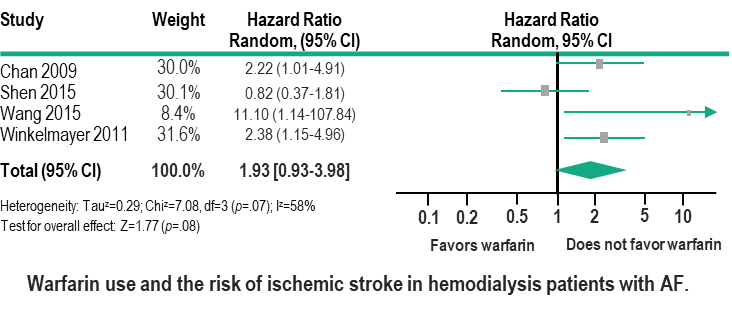 Study Weight Hazard Ratio Random, (95% CI) Hazard Ratio Random, 95% CI
Chan 2009 30.0% 2.22 (1.01-4.91)
Shen 2015 30.1% 0.82 (0.37-1.81)
Wang 2015 8.4% 11.10 (1.14-107.84)
Winkelmayer 2011 31.6% 2.38 (1.15-4.96)
Total (95% CI) 100.0% 1.93 [0.93-3.98]
Heterogeneity: Tau²=0.29; Chi²=7.08, df=3 (p=.07); I²=58%
Test for overall effect: Z=1.77 (p=.08)
0.1 0.2 0.5 1 2 5 10
Favors warfarin Does not favor warfarin
Warfarin use and the risk of ischemic stroke in hemodialysis patients with AF.